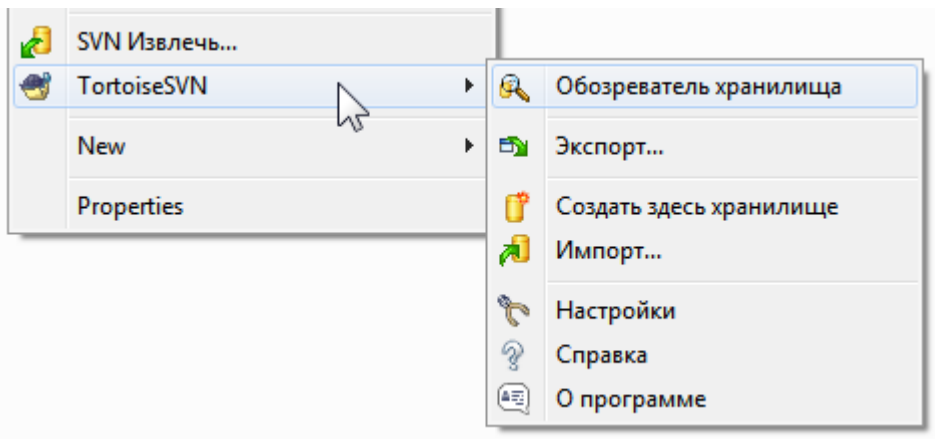 SVN Извлечь...
TortoiseSVN
New
Properties
Обозреватель хранилища
Экспорт...
Создать здесь хранилище
Импорт...
Настройки
Справка
О программе